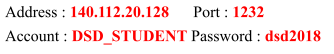 Address : 140.112.20.128 Port : 1232
Account : DSD_STUDENT Password : dsd2018